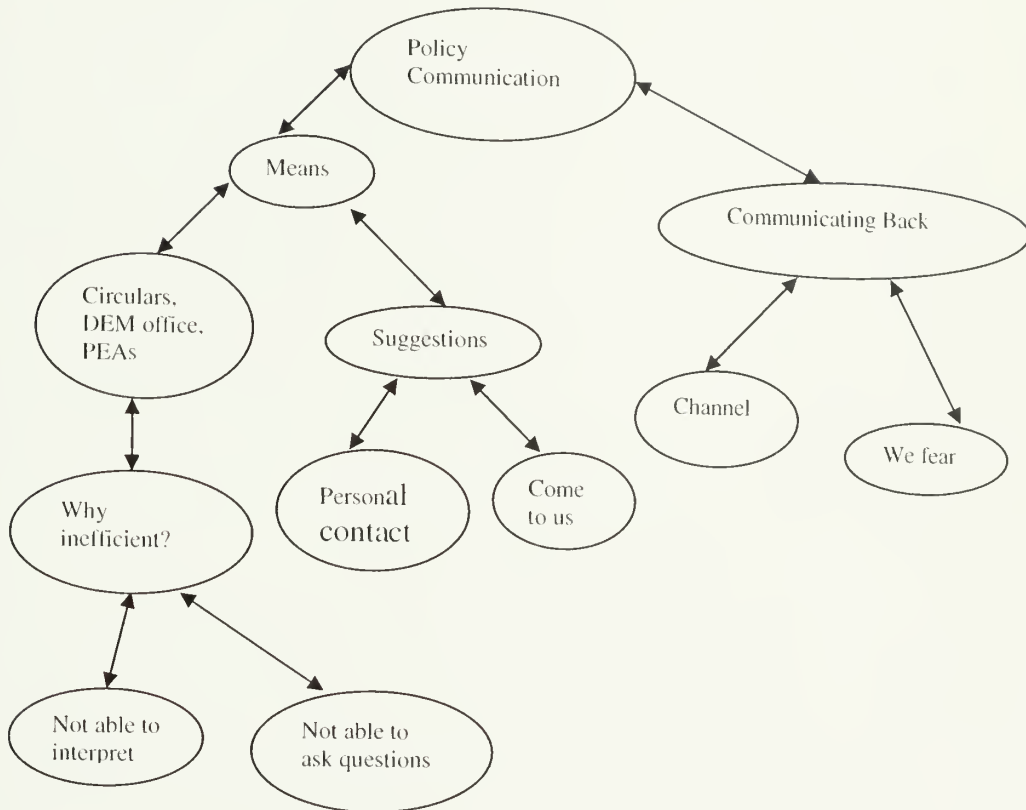 Policy
Communication
Means
Communicating Back
Circulars,
DEM office,
PEAs
Suggestions
Channel
We fear
Why
inefficient?
Personal
contact
Come
to us
Not able to
interpret
Not able to
ask questions